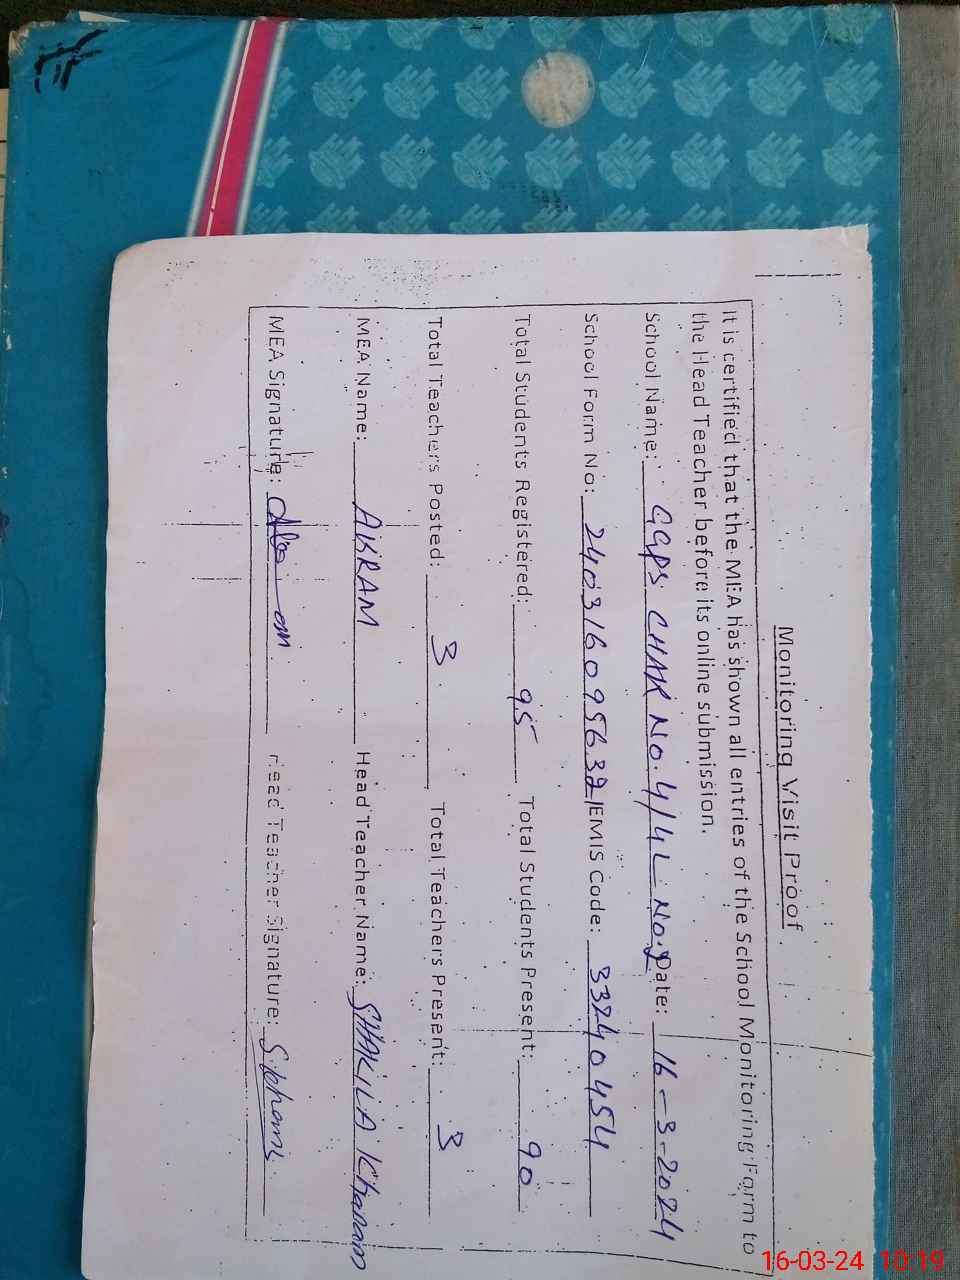 Monitoring Visit Proof
It is certified that the MEA has shown all entries of the School Monitoring Form to
the Head Teacher before its online submission.
School Name: GGPS CHAK No. 4/4L No.2 Date: 16-3-2024
School Form No: 24031609563 EMIS Code: 33240454
Total Students Registered: 95 Total Students Present: 90
Total Teachers Posted: 3 Total Teachers Present: 3
MEA Name: AKRAM Head Teacher Name: SHAKILA Khanam
MEA Signature: Head Teacher Signature:
16-03-24 10:19